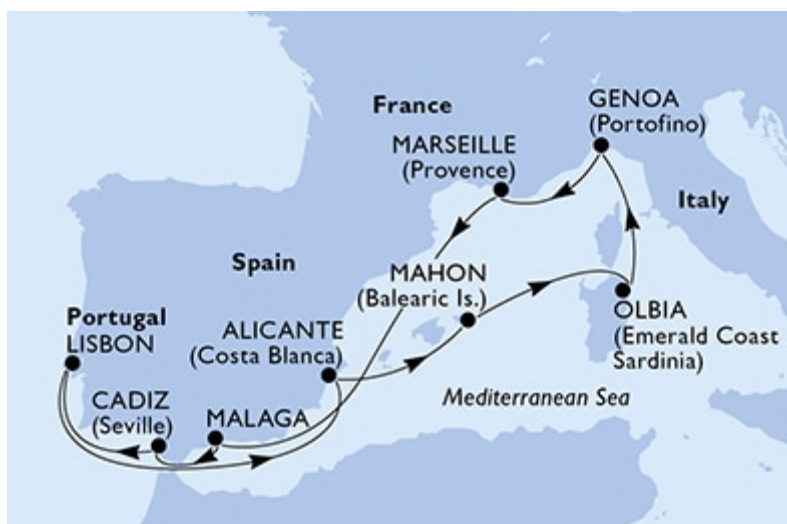 France
GENOA
(Portofino)
MARSEILLE
(Provence)
Italy
Spain
MAHON
(Balearic Is.)
Portugal
LISBON
ALICANTE
(Costa Blanca)
OLBIA
(Emerald Coast
Sardinia)
CADIZ
(Seville)
MALAGA
Mediterranean Sea